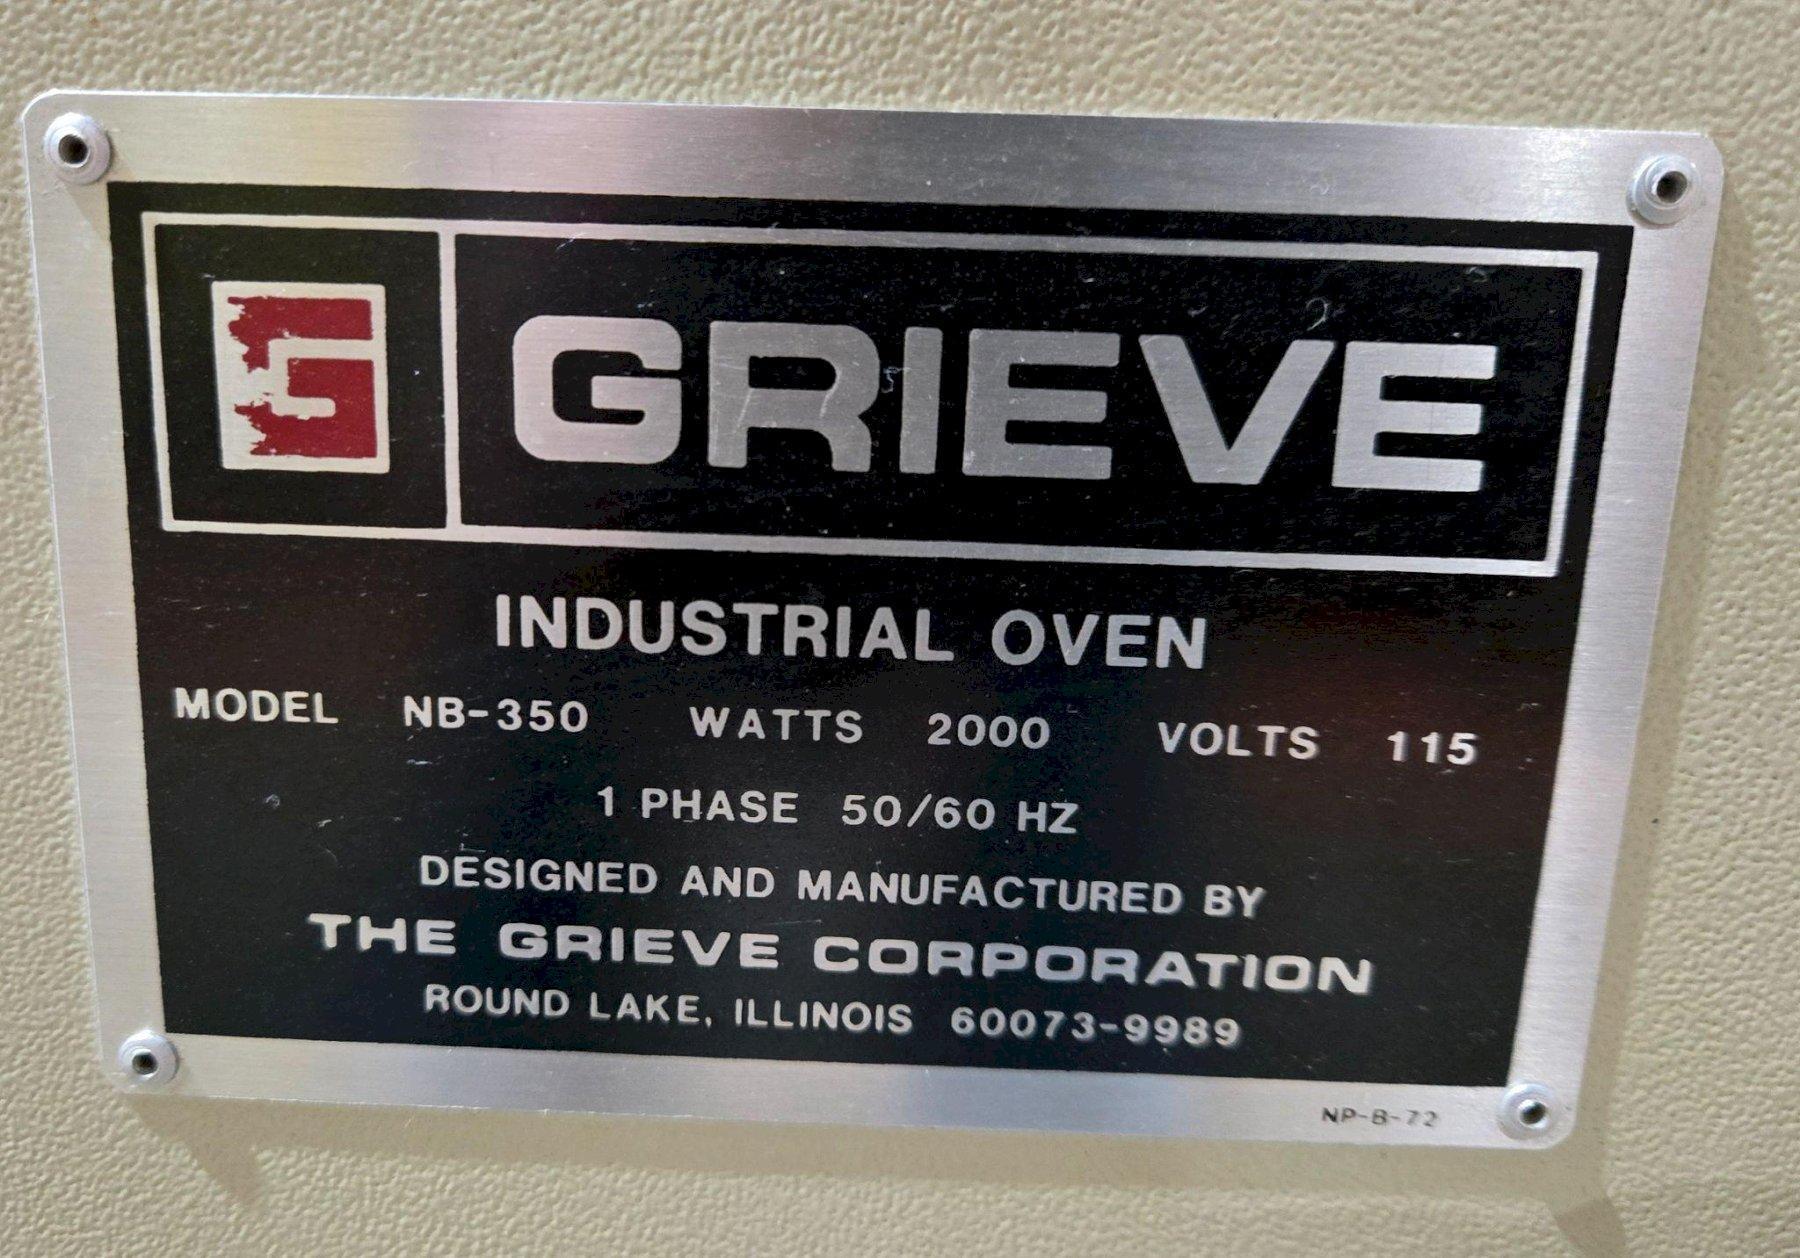 G GRIEVE
INDUSTRIAL OVEN
MODEL NB-350 WATTS 2000 VOLTS 115
1 PHASE 50/60 HZ
DESIGNED AND MANUFACTURED BY
THE GRIEVE CORPORATION
ROUND LAKE, ILLINOIS 60073-9989
NP-B-72